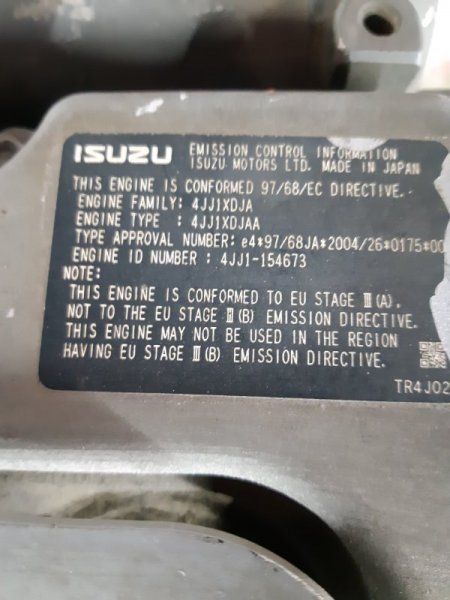 ISUZU EMISSION CONTROL INFORMATION
ISUZU MOTORS LTD. MADE IN JAPAN
THIS ENGINE IS CONFORMED 97/68/EC DIRECTIVE.
ENGINE FAMILY: 4JJ1XDJA
ENGINE TYPE : 4JJ1XDJAA
TYPE APPROVAL NUMBER: e4*97/68JA*2004/26*0175*00
ENGINE ID NUMBER : 4JJ1-154673
NOTE:
THIS ENGINE IS CONFORMED TO EU STAGE Ⅲ(A),
NOT TO THE EU STAGE Ⅲ(B) EMISSION DIRECTIVE.
THIS ENGINE MAY NOT BE USED IN THE REGION
HAVING EU STAGE Ⅲ(B) EMISSION DIRECTIVE.
TR4J02